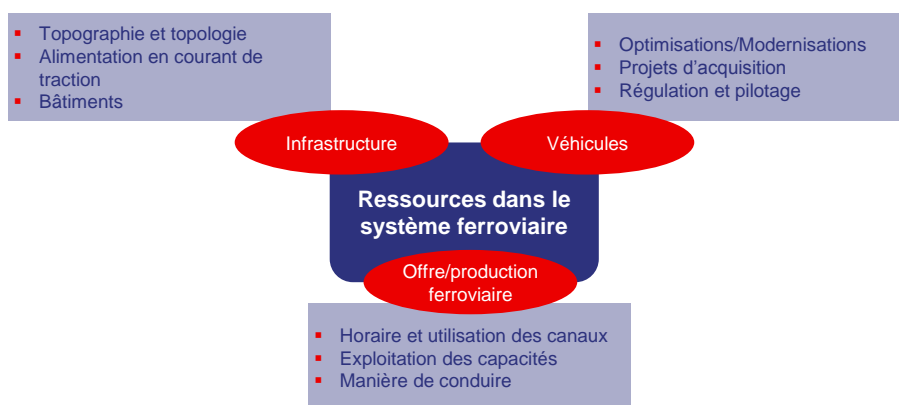 Topographie et topologie
Alimentation en courant de
traction
Bâtiments
Optimisations/Modernisations
Projets d'acquisition
Régulation et pilotage
Infrastructure
Véhicules
Ressources dans le
système ferroviaire
Offre/production
ferroviaire
Horaire et utilisation des canaux
Exploitation des capacités
Manière de conduire